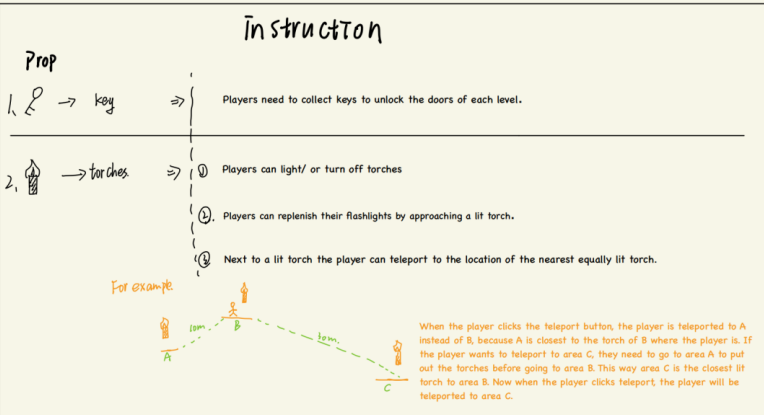 Instruction
Prop
1. → key ⇒ Players need to collect keys to unlock the doors of each level.
2. → torches. ⇒ ① Players can light/ or turn off torches
②. Players can replenish their flashlights by approaching a lit torch.
③ Next to a lit torch the player can teleport to the location of the nearest equally lit torch.
For example
10m.
B
A
C
When the player clicks the teleport button, the player is teleported to A
instead of B, because A is closest to the torch of B where the player is. If
the player wants to teleport to area C, they need to go to area A to put
out the torches before going to area B. This way area C is the closest lit
torch to area B. Now when the player clicks teleport, the player will be
teleported to area C.